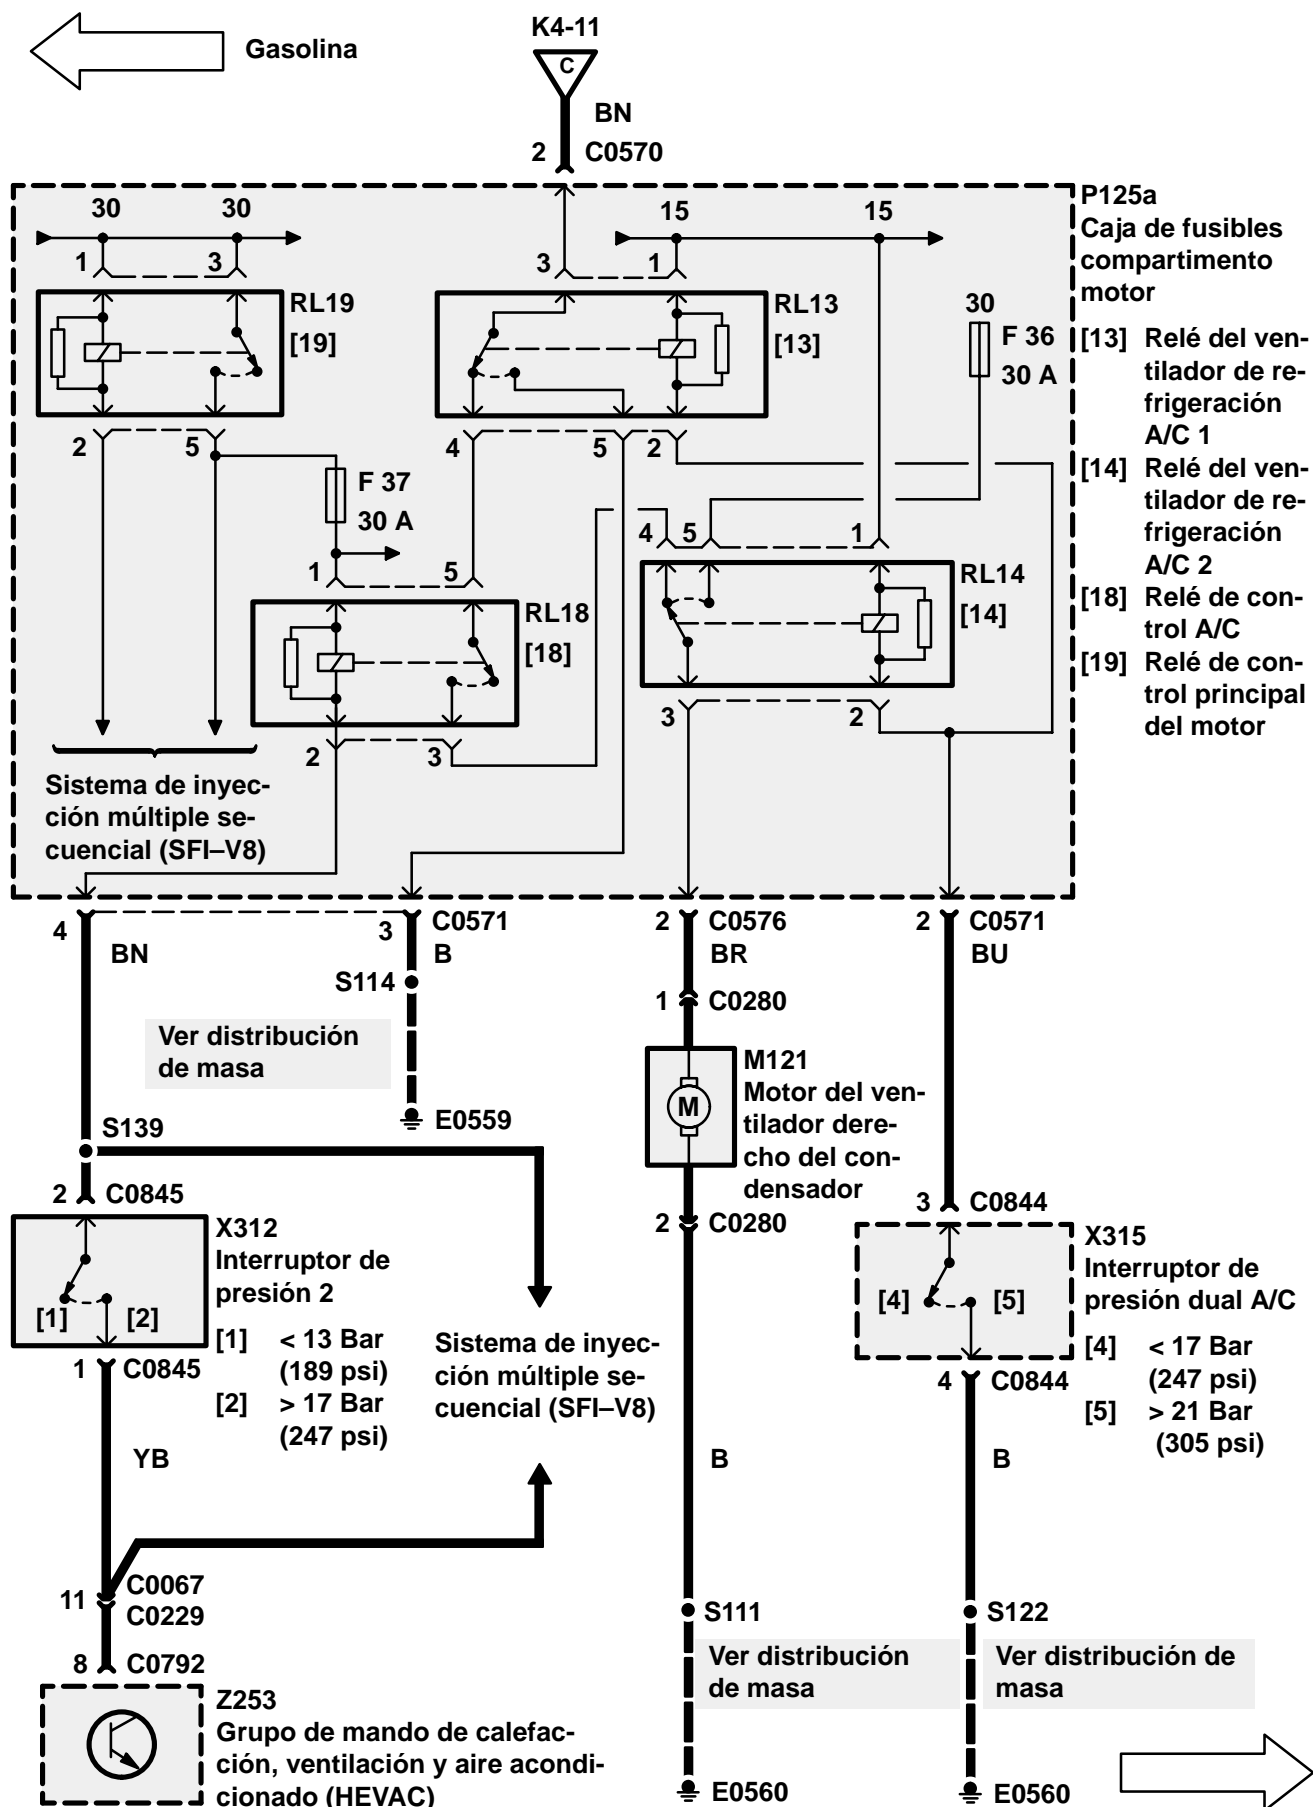 Gasolina
K4-11
C
BN
2 C0570
P125a
Caja de fusibles
compartimento
motor
[13] Relé del ven-
tilador de re-
frigeración
A/C 1
[14] Relé del ven-
tilador de re-
frigeración
A/C 2
[18] Relé de con-
trol A/C
[19] Relé de con-
trol principal
del motor
30 30 15 15
1 3 3 1
RL19
[19]
RL13
[13]
30
F 36
30 A
2 5 4 5 2
F 37
30 A
4 5 1
1 5
RL18
[18]
RL14
[14]
2 3 3 2
Sistema de inyec-
ción múltiple se-
cuencial (SFI–V8)
4 3 C0571 2 C0576 2 C0571
BN B BR BU
S114
1 C0280
Ver distribución
de masa
M121
Motor del ven-
tilador dere-
cho del con-
densador
M
E0559
S139
2 C0845
3 C0844
2 C0280
X312
Interruptor de
presión 2
[1] [2]
[1] < 13 Bar
(189 psi)
[2] > 17 Bar
(247 psi)
X315
Interruptor de
presión dual A/C
[4] [5]
[4] < 17 Bar
(247 psi)
[5] > 21 Bar
(305 psi)
1 C0845
Sistema de inyec-
ción múltiple se-
cuencial (SFI–V8)
4 C0844
YB B B
11 C0067
C0229
S111 S122
8 C0792
Ver distribución
de masa
Ver distribución de
masa
Z253
Grupo de mando de calefac-
ción, ventilación y aire acondi-
cionado (HEVAC)
E0560 E0560